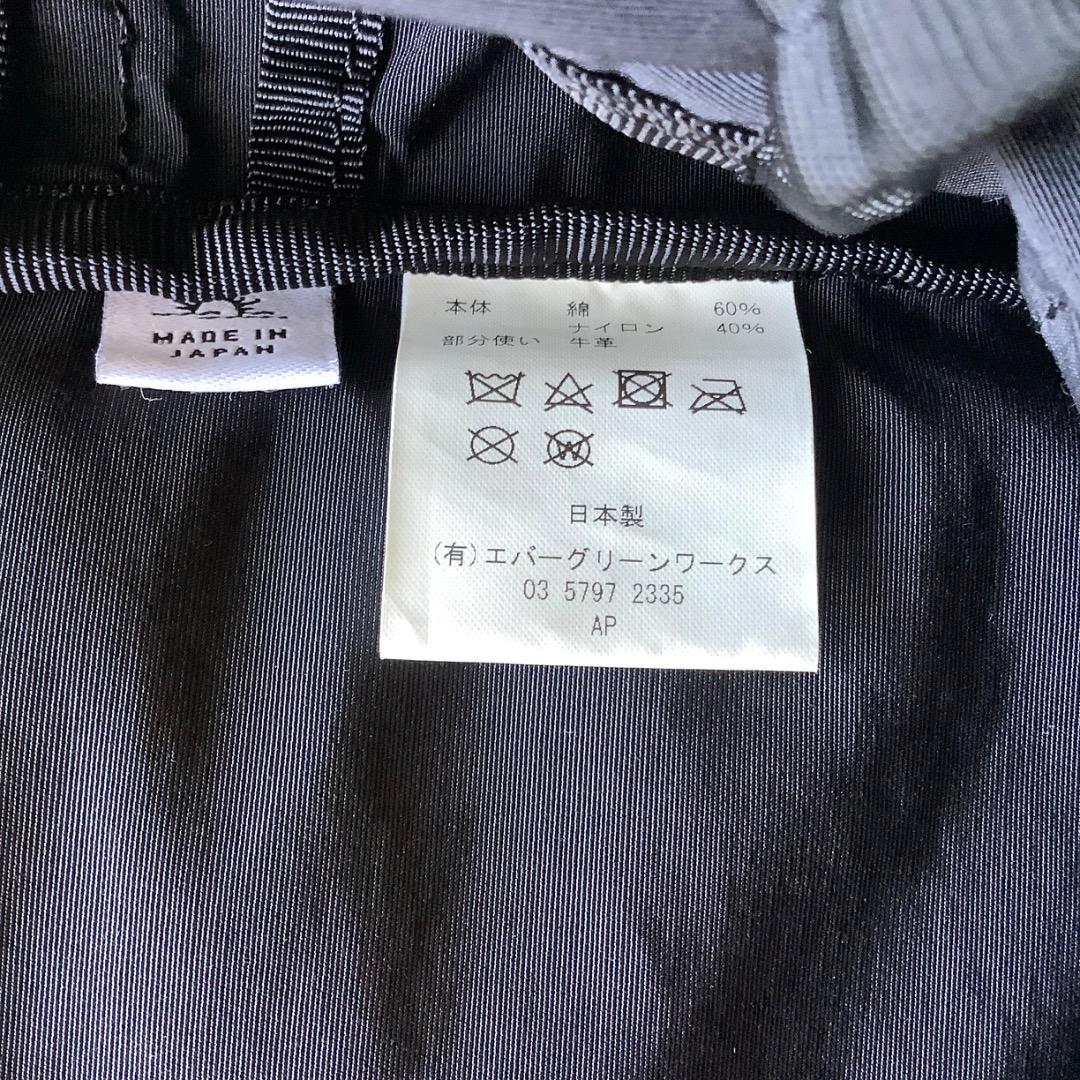 MADE IN
JAPAN
本体 綿 60%
ナイロン 40%
部分使い 牛革
W
日本製
(有)エバーグリーンワークス
03 5797 2335
AP